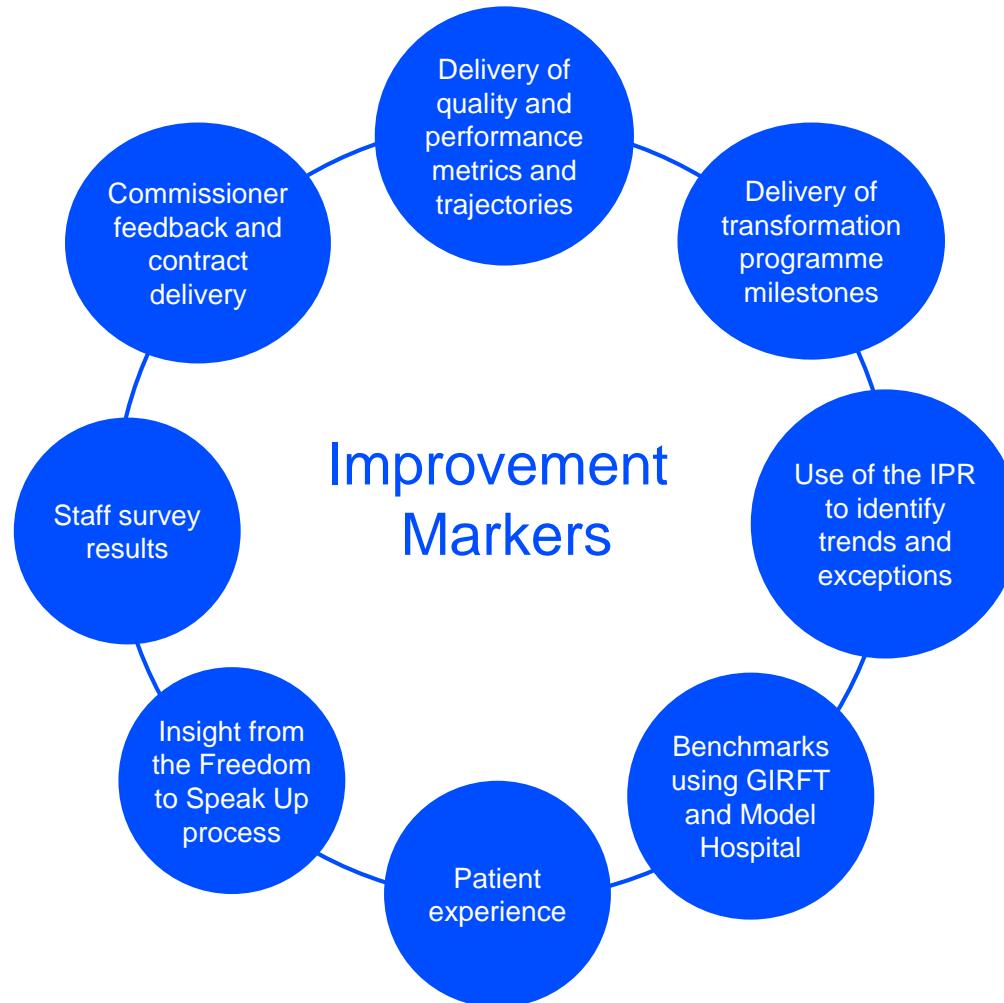 Delivery of
quality and
performance
metrics and
trajectories
Delivery of
transformation
programme
milestones
Use of the IPR
to identify
trends and
exceptions
Benchmarks
using GIRFT
and Model
Hospital
Patient
experience
Insight from
the Freedom
to Speak Up
process
Staff survey
results
Commissioner
feedback and
contract
delivery
Improvement
Markers